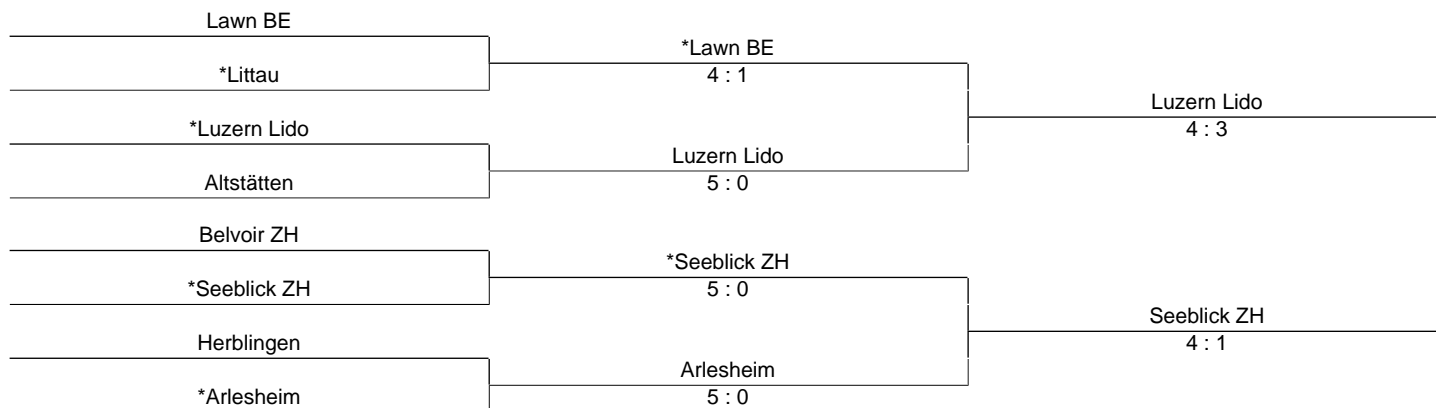 Lawn BE
*Littau
*Luzern Lido
Altstätten
Belvoir ZH
*Seeblick ZH
Herblingen
*Arlesheim
*Lawn BE
4 : 1
Luzern Lido
5 : 0
*Seeblick ZH
5 : 0
Arlesheim
5 : 0
Luzern Lido
4 : 3
Seeblick ZH
4 : 1